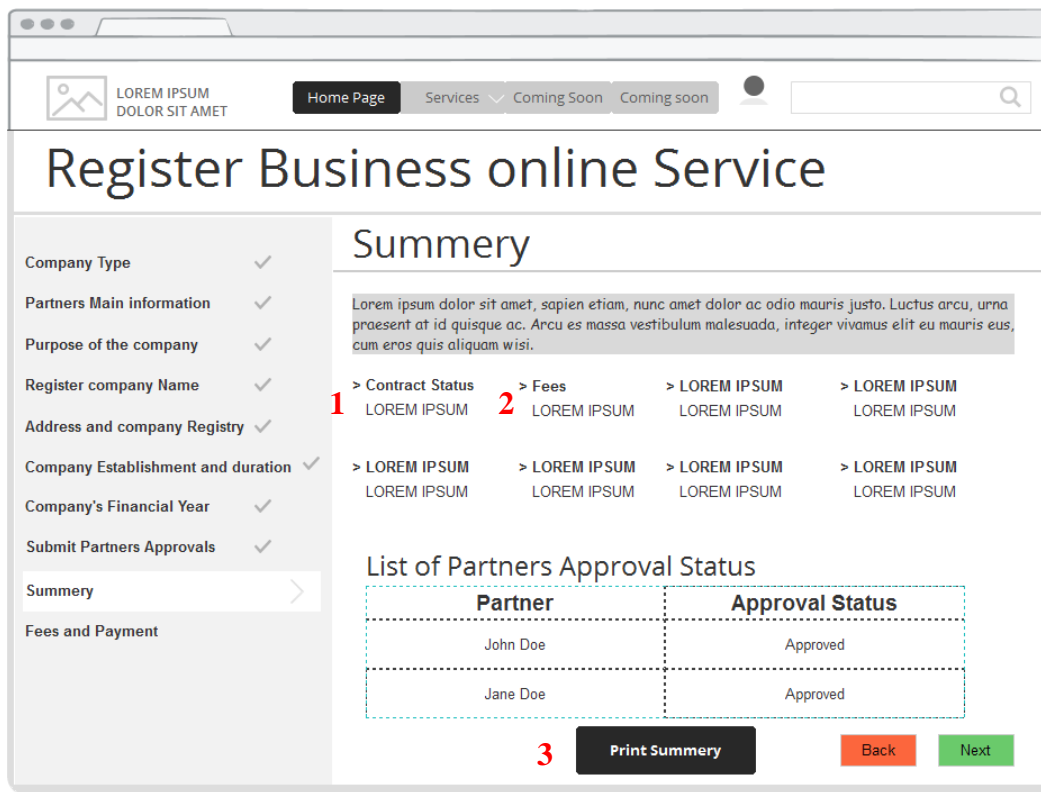 LOREM IPSUM
DOLOR SIT AMET
Home Page
Services
Coming Soon
Coming soon
Register Business online Service
Company Type
Partners Main information
Purpose of the company
Register company Name
Address and company Registry
Company Establishment and duration
Company's Financial Year
Submit Partners Approvals
Summery
Fees and Payment
Summery
Lorem ipsum dolor sit amet, sapien etiam, nunc amet dolor ac odio mauris justo. Luctus arcu, urna
praesent at id quisque ac. Arcu es massa vestibulum malesuada, integer vivamus elit eu mauris eus,
cum eros quis aliquam wisi.
1
> Contract Status
LOREM IPSUM
2
> Fees
LOREM IPSUM
> LOREM IPSUM
LOREM IPSUM
> LOREM IPSUM
LOREM IPSUM
> LOREM IPSUM
LOREM IPSUM
> LOREM IPSUM
LOREM IPSUM
> LOREM IPSUM
LOREM IPSUM
> LOREM IPSUM
LOREM IPSUM
List of Partners Approval Status
Partner Approval Status
John Doe Approved
Jane Doe Approved
3
Print Summery
Back
Next